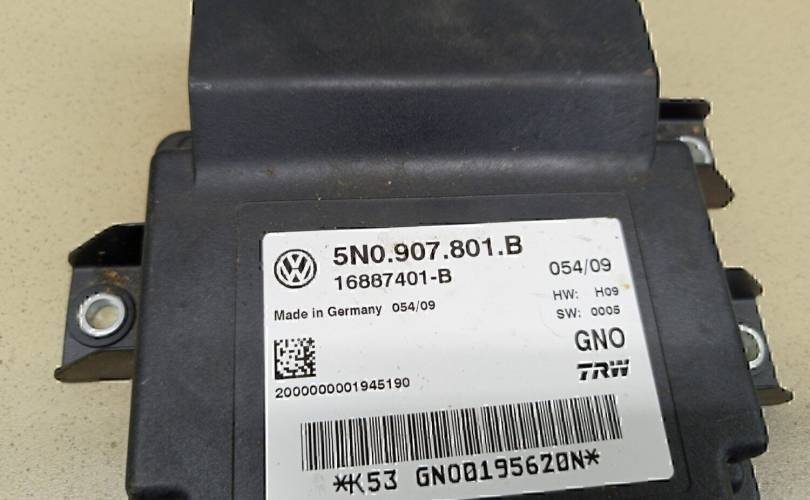 5N0.907.801.B
16887401-B
054/09
Made in Germany 054/09
HW: H09
SW: 0005
GNO
TRW
2000000001945190
*K53 GNO0195620N*